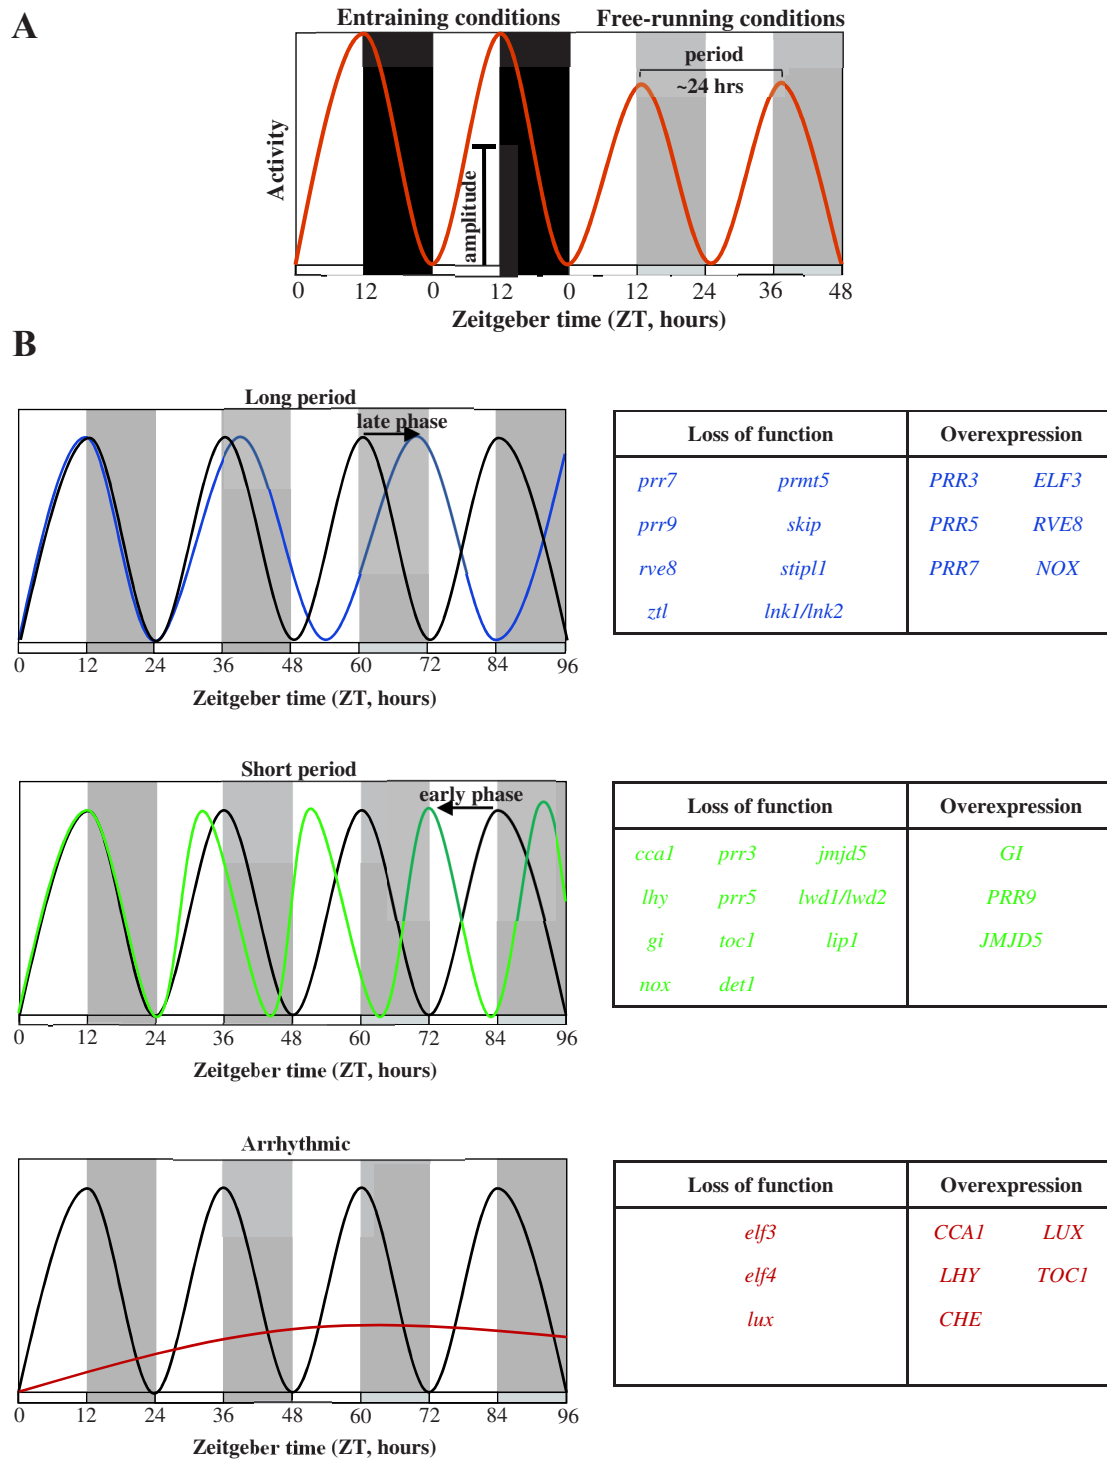 A
Entraining conditions
Free-running conditions
period
~24 hrs
Activity
amplitude
0 12 0 12 0 12 24 36 48
Zeitgeber time (ZT, hours)
B
Long period
late phase
0 12 24 36 48 60 72 84 96
Zeitgeber time (ZT, hours)
Loss of function Overexpression
prr7 prmt5 PRR3 ELF3
prr9 skip PRR5 RVE8
rve8 stipl1 PRR7 NOX
ztl lnk1/lnk2
Short period
early phase
0 12 24 36 48 60 72 84 96
Zeitgeber time (ZT, hours)
Loss of function Overexpression
cca1 prr3 jmjd5 GI
lhy prr5 lwd1/lwd2 PRR9
gi toc1 lip1 JMJD5
nox det1
Arrhythmic
0 12 24 36 48 60 72 84 96
Zeitgeber time (ZT, hours)
Loss of function Overexpression
elf3 CCA1 LUX
elf4 LHY TOC1
lux CHE